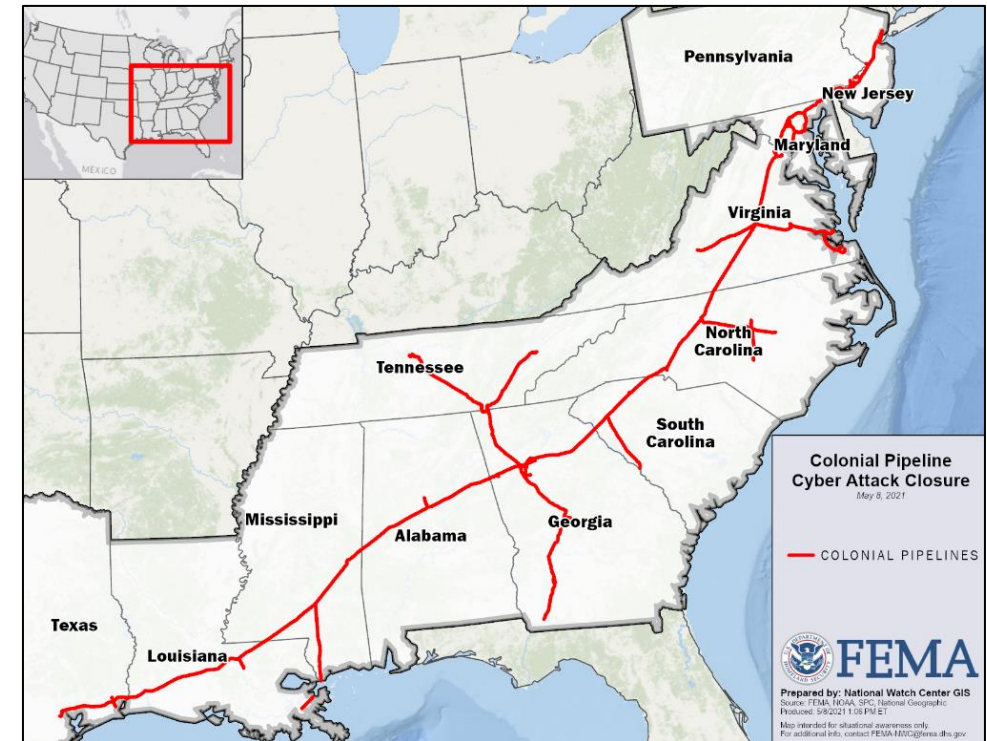 MÉXICO
Pennsylvania
New Jersey
Maryland
Virginia
North
Carolina
Tennessee
South
Carolina
Mississippi
Alabama
Georgia
Texas
Louisiana
Colonial Pipeline
Cyber Attack Closure
May 8, 2021
COLONIAL PIPELINES
FEMA
Prepared by: National Watch Center GIS
Source: FEMA, NOAA, SPC, National Geographic
Produced: 5/8/2021 1:06 PM ET
Map intended for situational awareness only.
For additional info, contact FEMA-NWC@fema.dhs.gov